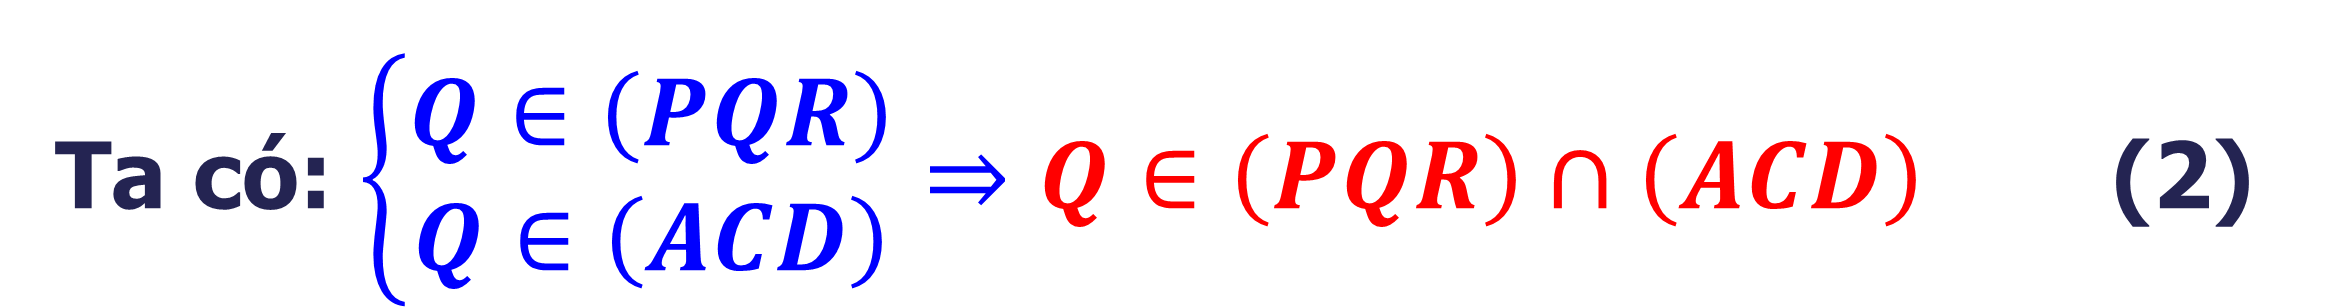 Ta có: {Q ∈ (PQR)
Q ∈ (ACD) ⇒ Q ∈ (PQR) ∩ (ACD) (2)